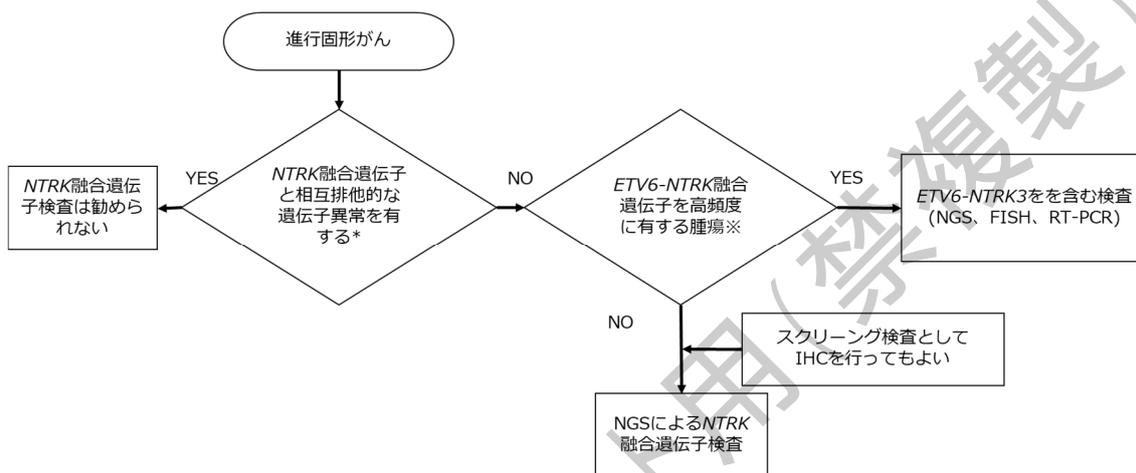 進行固形がん
NTRK融合遺伝
子検査は勧めら
れない
YES
NTRK融合遺伝子
と相互排他的な
遺伝子異常を有
する*
NO
ETV6-NTRK融合
遺伝子を高頻度
に有する腫瘍※
YES
ETV6-NTRK3をを含む検査
(NGS、FISH、RT-PCR)
NO
スクリーング検査として
IHCを行ってもよい
NGSによるNTRK
融合遺伝子検査
用(禁複製)